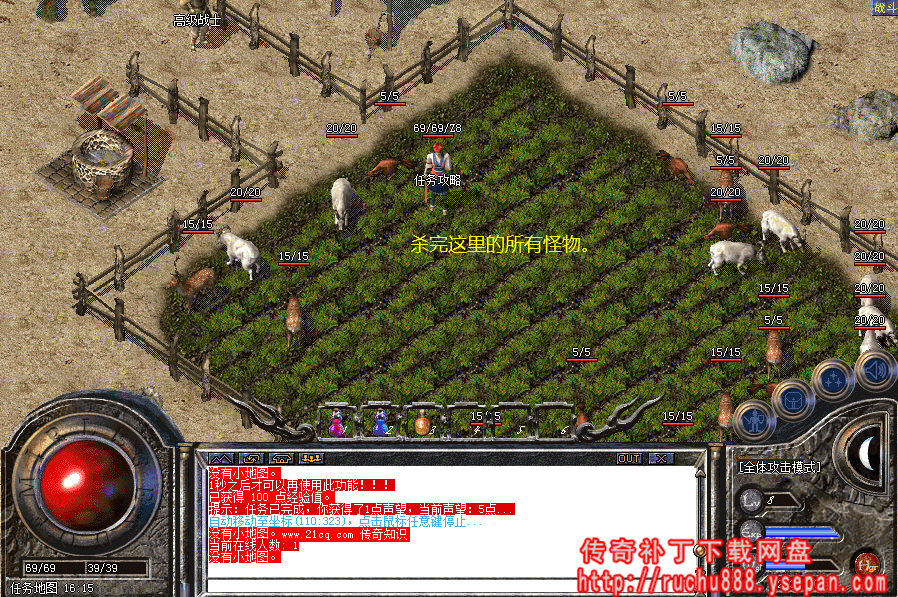 战斗
高级战士
5/5
5/5
20/20
69/69/Z8
15/15
5/5
20/20
任务攻略
20/20
20/20
15/15
20/20
杀完这里的所有怪物。
15/15
20/20
15/15
20/20
5/5
20/20
5/5
15/15
15
5
15/15
4
5
6
OUT
没有小地图。
1秒之后才可以再使用此功能！！！
已获得 100 点经验值。
提示：任务已完成，你获得了1点声望，当前声望：5点...
自动移动至坐标(110:323)，点击鼠标任意键停止...
没有小地图。www.21cq.com 传奇知识
当前在线人数：1
没有小地图。
[全体攻击模式]
8
69/69
39/39
任务地图 16:15
传奇补丁下载网盘
http://ruchu888.ysepan.com